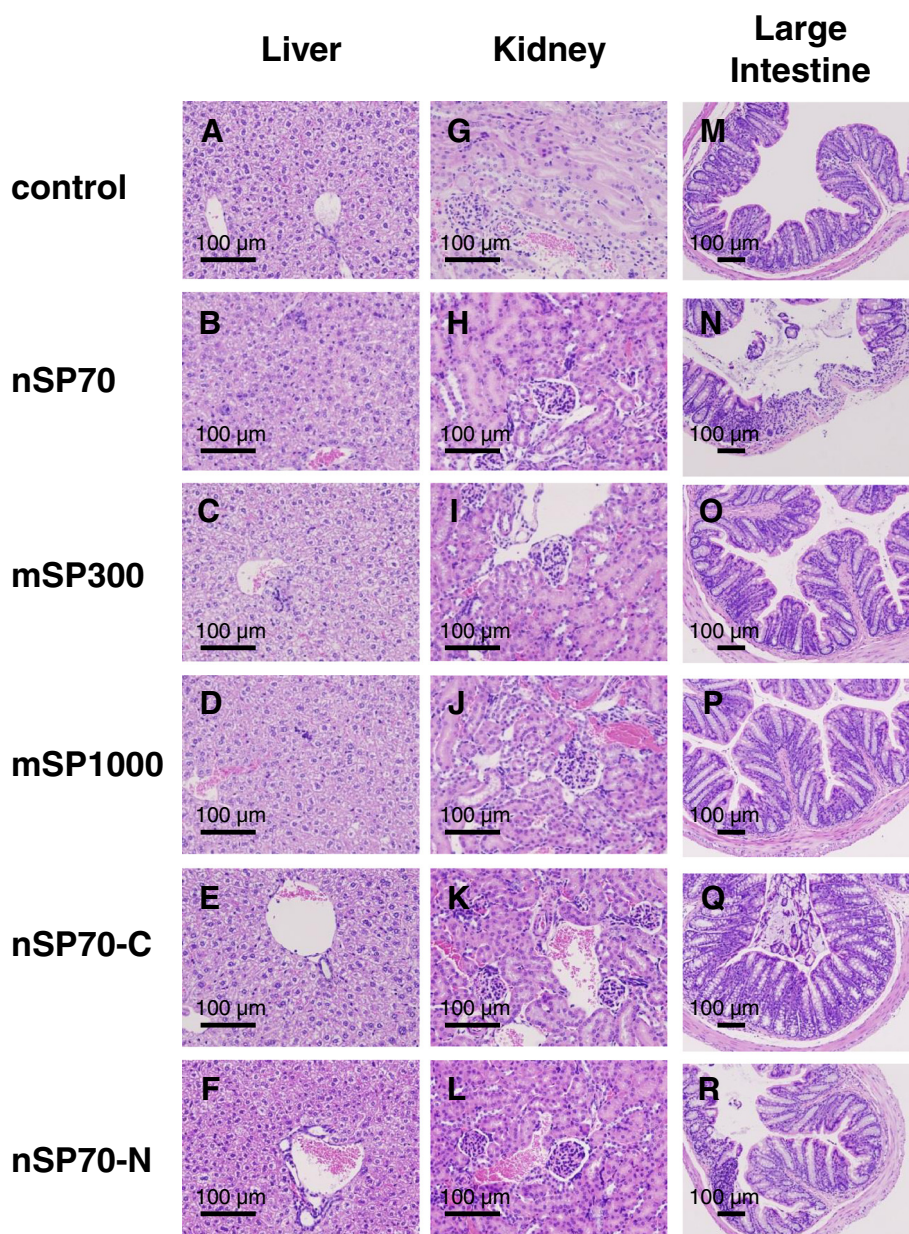 Liver
Kidney
Large
Intestine
control
A
100 µm
G
100 µm
M
100 µm
nSP70
B
100 µm
H
100 µm
N
100 µm
mSP300
C
100 µm
I
100 µm
O
100 µm
mSP1000
D
100 µm
J
100 µm
P
100 µm
nSP70-C
E
100 µm
K
100 µm
Q
100 µm
nSP70-N
F
100 µm
L
100 µm
R
100 µm